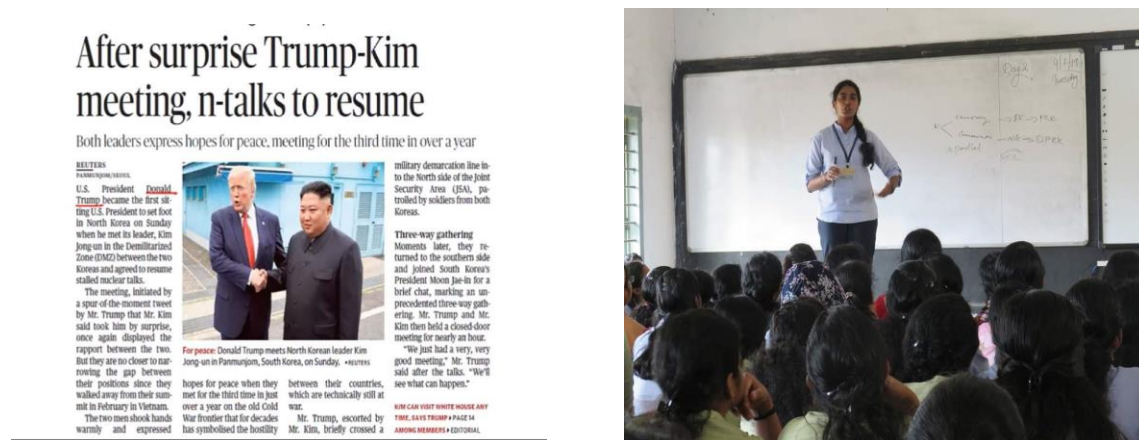 After surprise Trump-Kim
meeting, n-talks to resume
Both leaders express hopes for peace, meeting for the third time in over a year
REUTERS
PANMUNJOM/SEOUL
U.S. President Donald
Trump became the first sit-
ting U.S. President to set foot
in North Korea on Sunday
when he met its leader, Kim
Jong-un in the Demilitarized
Zone (DMZ) between the two
Koreas and agreed to resume
stalled nuclear talks.
The meeting, initiated by
a spur-of-the-moment tweet
by Mr. Trump that Mr. Kim
said took him by surprise,
once again displayed the
rapport between the two.
But they are no closer to nar-
rowing the gap between
their positions since they
walked away from their sum-
mit in February in Vietnam.
The two men shook hands
warmly and expressed
For peace: Donald Trump meets North Korean leader Kim
Jong-un in Panmunjom, South Korea, on Sunday. •REUTERS
hopes for peace when they
met for the third time in just
over a year on the old Cold
War frontier that for decades
has symbolised the hostility
between their countries,
which are technically still at
war.
Mr. Trump, escorted by
Mr. Kim, briefly crossed a
military demarcation line in-
to the North side of the Joint
Security Area (JSA), pa-
trolled by soldiers from both
Koreas.
Three-way gathering
Moments later, they re-
turned to the southern side
and joined South Korea's
President Moon Jae-in for a
brief chat, marking an un-
precedented three-way gath-
ering. Mr. Trump and Mr.
Kim then held a closed-door
meeting for nearly an hour.
"We just had a very, very
good meeting," Mr. Trump
said after the talks. "We'll
see what can happen."
KIM CAN VISIT WHITE HOUSE ANY
TIME, SAYS TRUMP ▸ PAGE 14
AMONG MEMBERS ▸ EDITORIAL
Day 2
Tuesday
DPRK